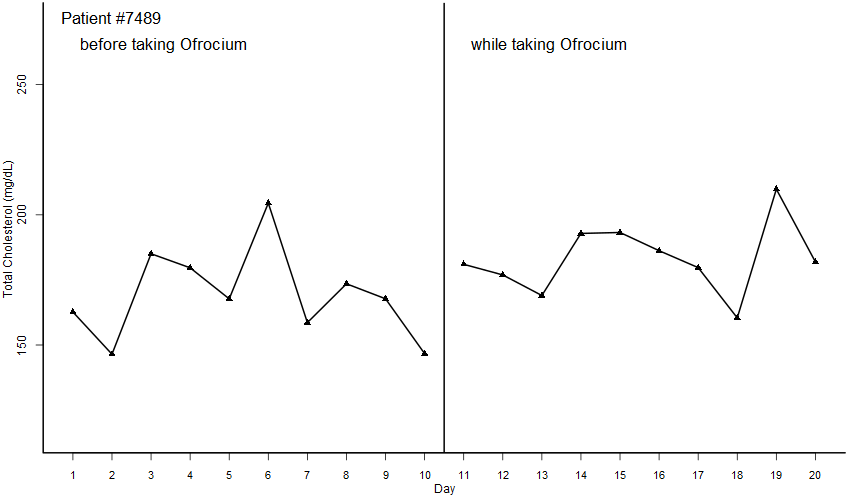 Patient #7489
before taking Ofrocium
while taking Ofrocium
250
200
150
Total Cholesterol (mg/dL)
1 2 3 4 5 6 7 8 9 10 11 12 13 14 15 16 17 18 19 20
Day